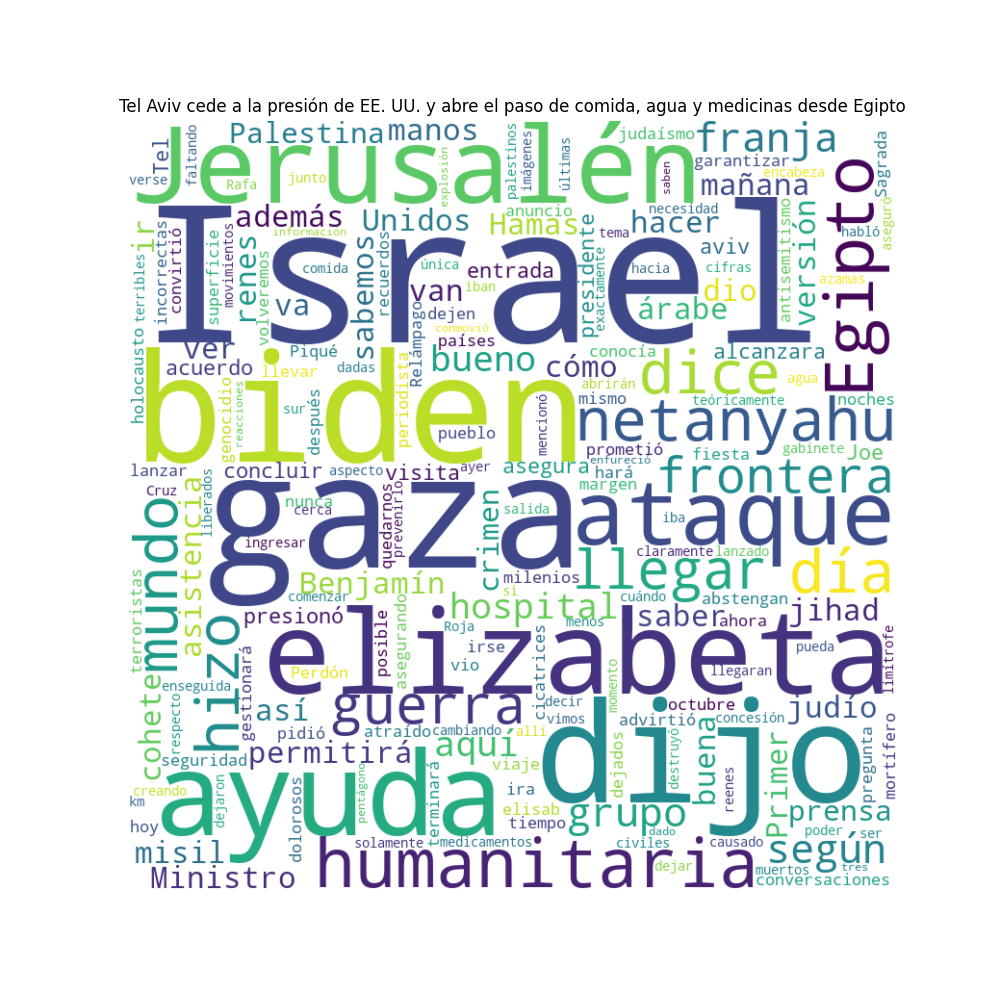 Tel Aviv cede a la presión de EE. UU. y abre el paso de comida, agua y medicinas desde Egipto
Jerusalén
Palestina
manos
judaísmo
franja
Tel
faltando
verse
Rafa
junto
explosión
palestinos
imágenes
últimas
saben
garantizar
encabeza
mañana
Sagrada
Egipto
ir
terribles
incorrectas
convirtió
superficie
movimientos
renes
además
información
Israel
Unidos
Hamas
anuncio
necesidad
hacer
antisemitismo
versión
habló
aseguró
volveremos
va
comida
sabemos
recuerdos
única
van
entrada
iban
dejen
presidente
exactamente
tema
hacia
aviv
cifras
dio
azamas
árabe
holocausto
ver
acuerdo
Piqué
llevar
dadas
periodista
Relámpago
conmovió
países
bueno
cómo
conocía
abrirán
dice
alcanzara
agua
biden
genocidio
reacciones
sur
después
pueblo
mencionó
mismo
netanyahu
teóricamente
noches
lanzar
concluir
aspecto
visita
ayer
asegura
enfureció
prometió
hará
margen
fiesta
gabinete
Joe
frontera
Cruz
liberados
nunca
cerca
gaza
quedarnos
prevenirlo
crimen
salida
ataque
iba
mundo
asistencia
ingresar
claramente
lanzado
Benjamín
milenios
si
llegar
día
terroristas
hizo
comenzar
presionó
posible
asegurando
hospital
menos
cuándo
abstengan
saber
ahora
jihad
pueda
limítrofe
cohete
enseguida
respecto
gestionará
Perdón
elizabeta
Roja
irse
vio
llegaran
así
guerra
cicatrices
decir
vimos
momento
octubre
advirtió
concesión
judío
seguridad
permitirá
pidió
atraído
cambiando
aquí
allí
viaje
dijo
dejados
destruyó
buena
reenes
Primer
pregunta
mortífero
creando
km
hoy
dejaron
ayuda
dolorosos
pentágono
terminará
ira
elisab
tiempo
grupo
dado
prensa
poder
ser
misil
solamente
medicamentos
civiles
causado
según
Ministro
humanitaria
dejar
muertos
tres
conversaciones